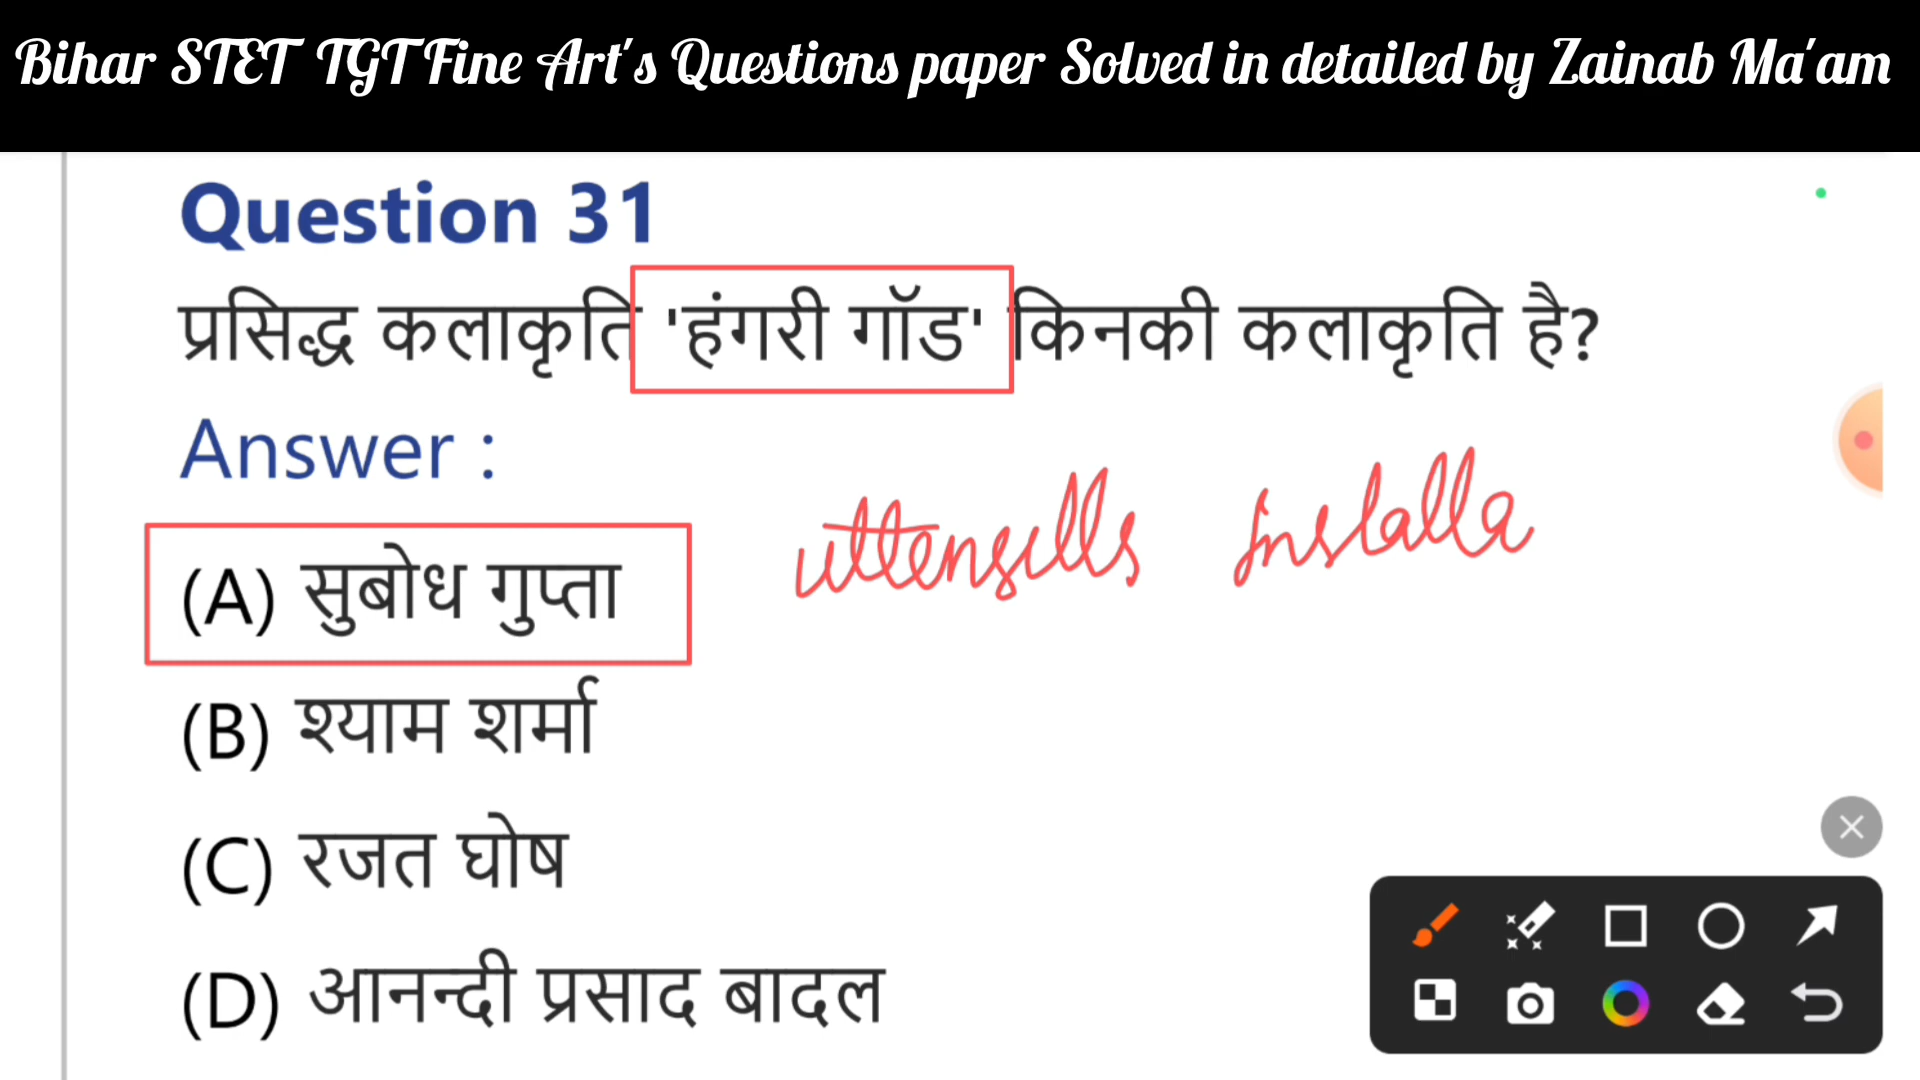 Bihar STET TGT Fine Art's Questions paper Solved in detailed by Zainab Ma'am
Question 31
प्रसिद्ध कलाकृति 'हंगरी गॉड' किनकी कलाकृति है?
Answer :
uttensills installa
(A) सुबोध गुप्ता
(B) श्याम शर्मा
(C) रजत घोष
(D) आनन्दी प्रसाद बादल